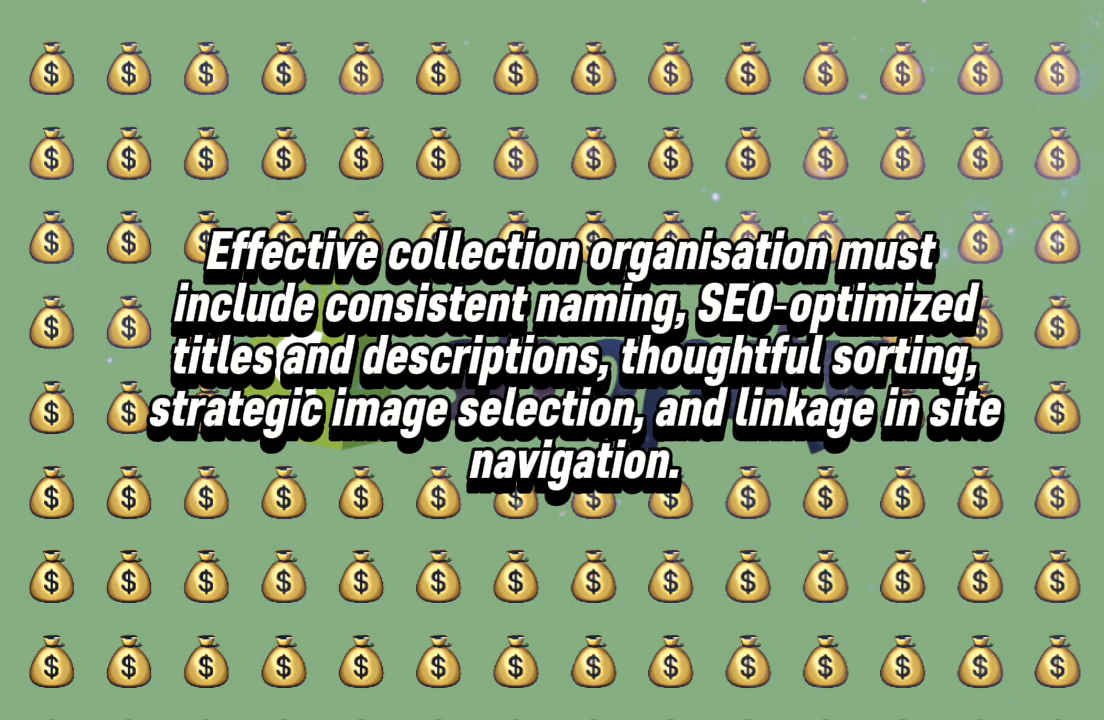 Effective collection organisation must
include consistent naming, SEO-optimized
titles and descriptions, thoughtful sorting,
strategic image selection, and linkage in site
navigation.